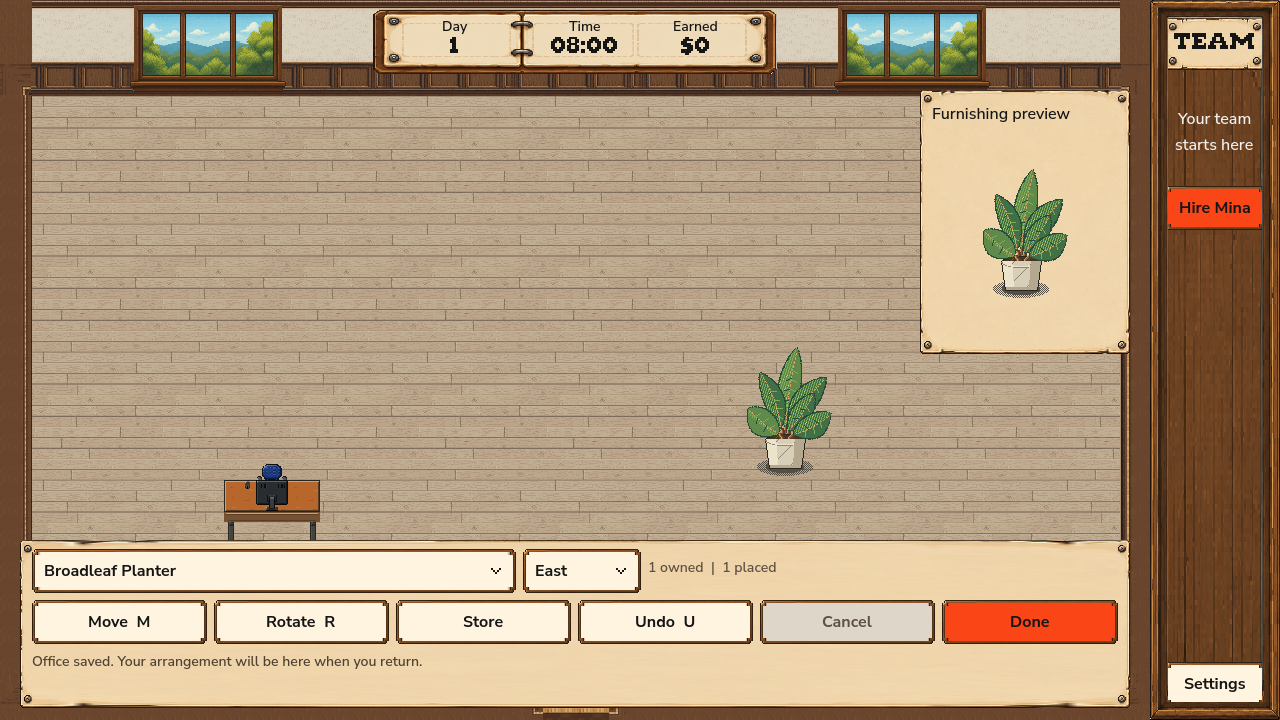 Day
1
Time
08:00
Earned
$0
TEAM
Your team
starts here
Hire Mina
Furnishing preview
Broadleaf Planter
East
1 owned | 1 placed
Move M
Rotate R
Store
Undo U
Cancel
Done
Office saved. Your arrangement will be here when you return.
Settings